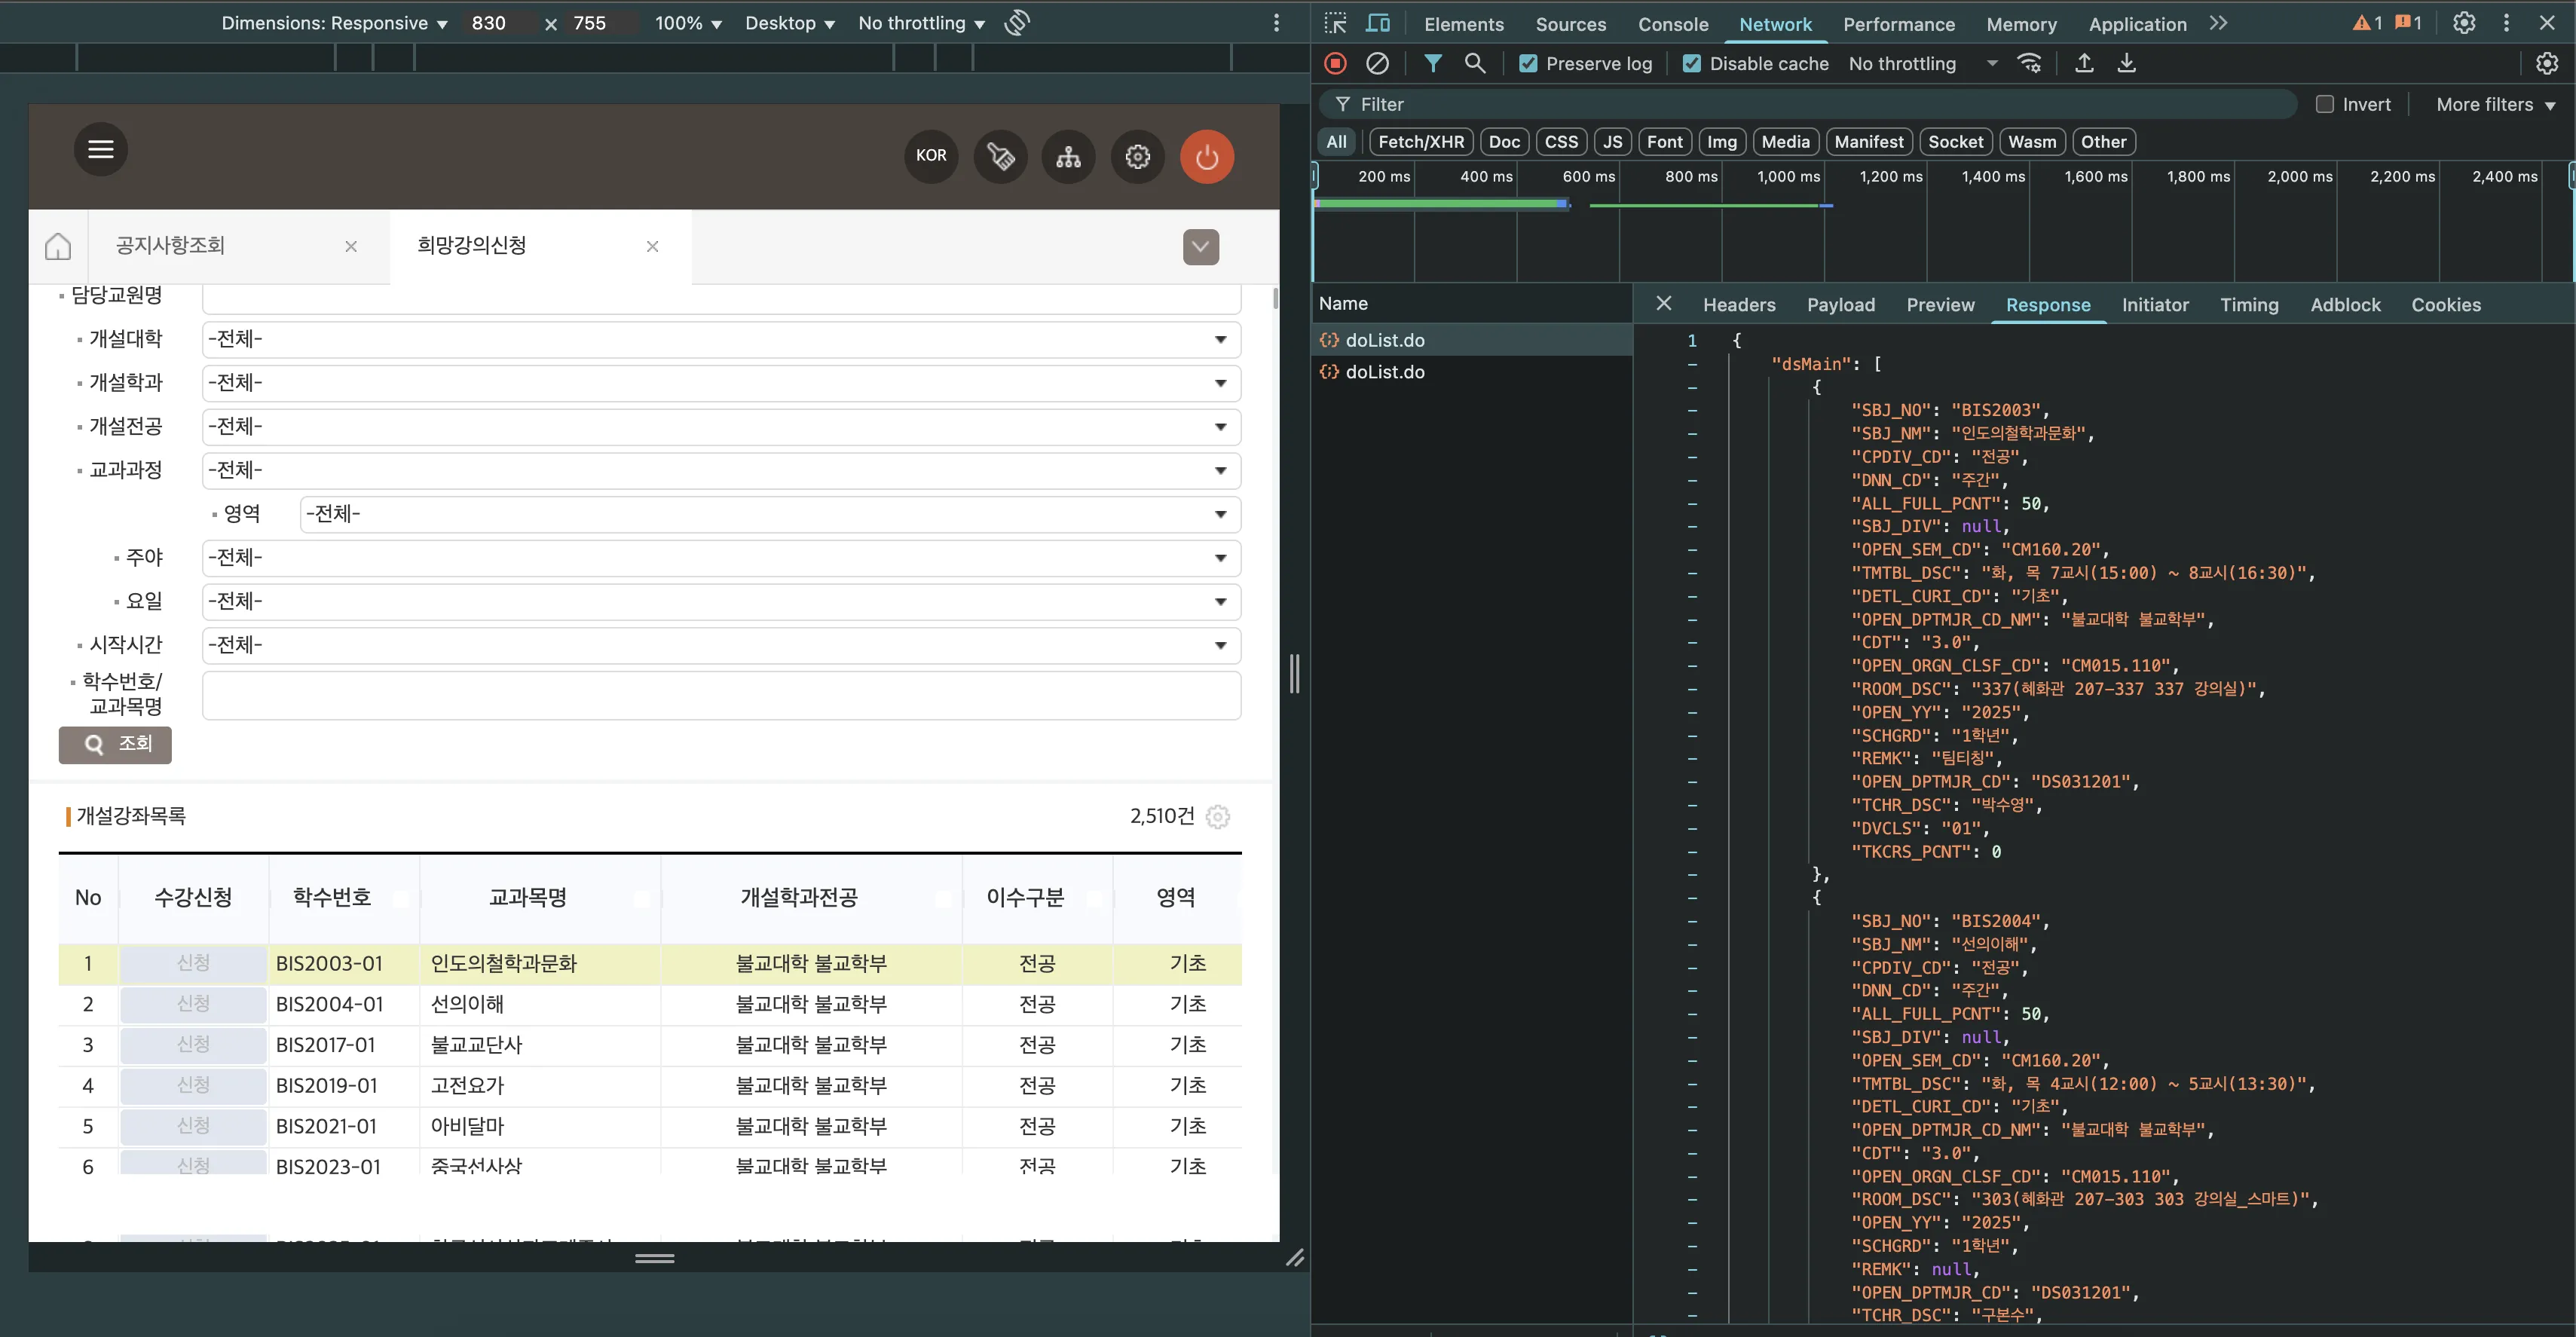 Dimensions: Responsive 830 x 755 100% Desktop No throttling
KOR
공지사항조회 희망강의신청
담당교원명
개설대학 -전체-
개설학과 -전체-
개설전공 -전체-
교과과정 -전체-
영역 -전체-
주야 -전체-
요일 -전체-
시작시간 -전체-
학수번호/
교과목명
조회
개설강좌목록 2,510건
No 수강신청 학수번호 교과목명 개설학과전공 이수구분 영역
1 신청 BIS2003-01 인도의철학과문화 불교대학 불교학부 전공 기초
2 신청 BIS2004-01 선의이해 불교대학 불교학부 전공 기초
3 신청 BIS2017-01 불교교단사 불교대학 불교학부 전공 기초
4 신청 BIS2019-01 고전요가 불교대학 불교학부 전공 기초
5 신청 BIS2021-01 아비달마 불교대학 불교학부 전공 기초
6 신청 BIS2023-01 중국선사상 불교대학 불교학부 전공 기초
Elements Sources Console Network Performance Memory Application 1 1
Preserve log Disable cache No throttling
Filter Invert More filters
All Fetch/XHR Doc CSS JS Font Img Media Manifest Socket Wasm Other
200 ms 400 ms 600 ms 800 ms 1,000 ms 1,200 ms 1,400 ms 1,600 ms 1,800 ms 2,000 ms 2,200 ms 2,400 ms
Name
doList.do
doList.do
Headers Payload Preview Response Initiator Timing Adblock Cookies
1 {
"dsMain": [
{
"SBJ_NO": "BIS2003",
"SBJ_NM": "인도의철학과문화",
"CPDIV_CD": "전공",
"DNN_CD": "주간",
"ALL_FULL_PCNT": 50,
"SBJ_DIV": null,
"OPEN_SEM_CD": "CM160.20",
"TMTBL_DSC": "화, 목 7교시(15:00) ~ 8교시(16:30)",
"DETL_CURI_CD": "기초",
"OPEN_DPTMJR_CD_NM": "불교대학 불교학부",
"CDT": "3.0",
"OPEN_ORGN_CLSF_CD": "CM015.110",
"ROOM_DSC": "337(혜화관 207-337 337 강의실)",
"OPEN_YY": "2025",
"SCHGRD": "1학년",
"REMK": "팀티칭",
"OPEN_DPTMJR_CD": "DS031201",
"TCHR_DSC": "박수영",
"DVCLS": "01",
"TKCRS_PCNT": 0
},
{
"SBJ_NO": "BIS2004",
"SBJ_NM": "선의이해",
"CPDIV_CD": "전공",
"DNN_CD": "주간",
"ALL_FULL_PCNT": 50,
"SBJ_DIV": null,
"OPEN_SEM_CD": "CM160.20",
"TMTBL_DSC": "화, 목 4교시(12:00) ~ 5교시(13:30)",
"DETL_CURI_CD": "기초",
"OPEN_DPTMJR_CD_NM": "불교대학 불교학부",
"CDT": "3.0",
"OPEN_ORGN_CLSF_CD": "CM015.110",
"ROOM_DSC": "303(혜화관 207-303 303 강의실_스마트)",
"OPEN_YY": "2025",
"SCHGRD": "1학년",
"REMK": null,
"OPEN_DPTMJR_CD": "DS031201",
"TCHR_DSC": "구본수",